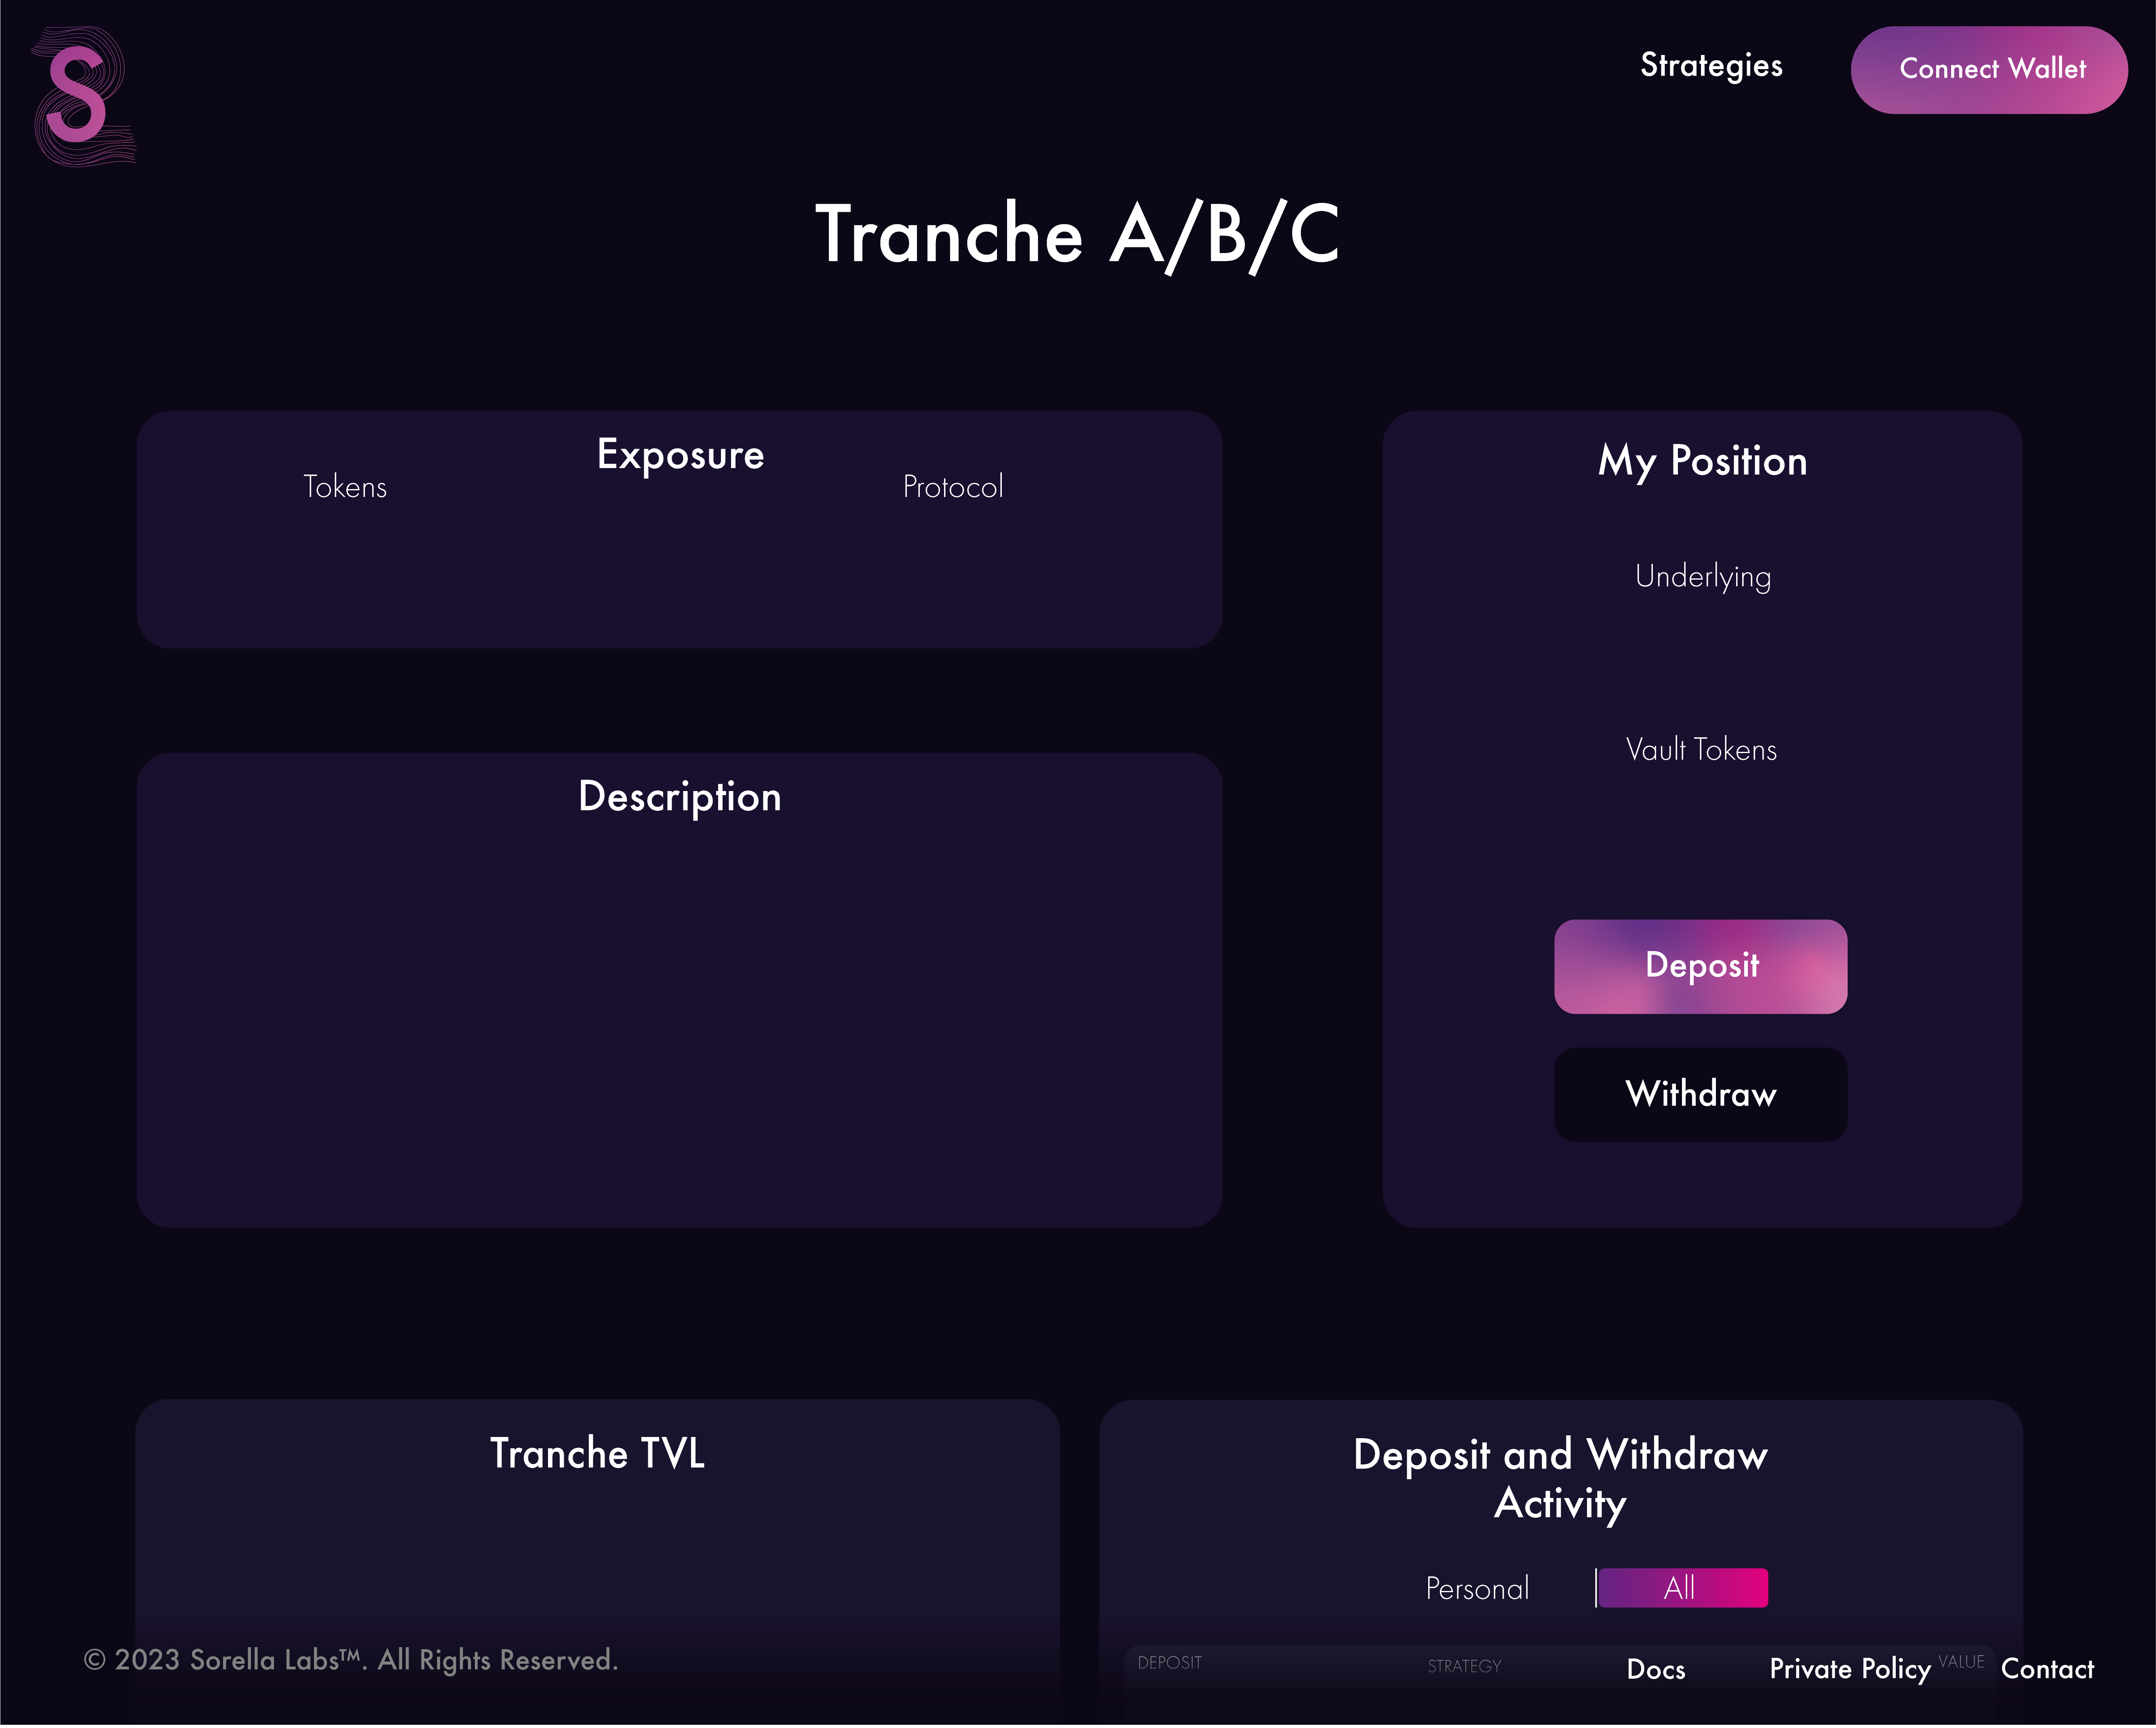 S
Strategies
Connect Wallet
Tranche A/B/C
Exposure
Tokens
Protocol
My Position
Underlying
Vault Tokens
Description
Deposit
Withdraw
Tranche TVL
Deposit and Withdraw
Activity
Personal
All
DEPOSIT
STRATEGY
VALUE
© 2023 Sorella Labs™. All Rights Reserved.
Docs
Private Policy
Contact